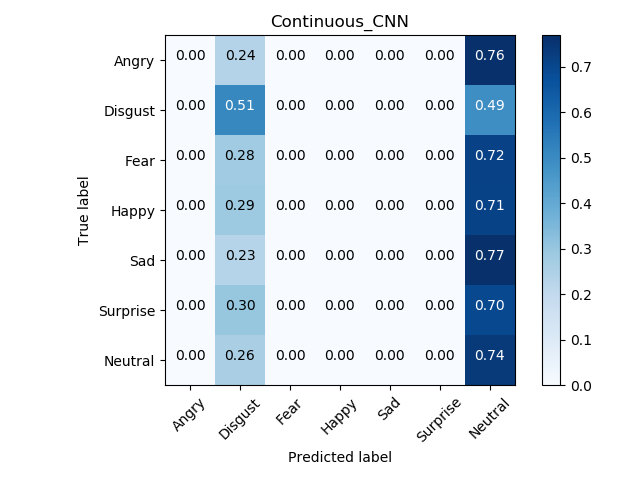 Continuous_CNN
Angry 0.00 0.24 0.00 0.00 0.00 0.00 0.76
Disgust 0.00 0.51 0.00 0.00 0.00 0.00 0.49
Fear 0.00 0.28 0.00 0.00 0.00 0.00 0.72
Happy 0.00 0.29 0.00 0.00 0.00 0.00 0.71
Sad 0.00 0.23 0.00 0.00 0.00 0.00 0.77
Surprise 0.00 0.30 0.00 0.00 0.00 0.00 0.70
Neutral 0.00 0.26 0.00 0.00 0.00 0.00 0.74
True label
Angry Disgust Fear Happy Sad Surprise Neutral
Predicted label
0.7
0.6
0.5
0.4
0.3
0.2
0.1
0.0